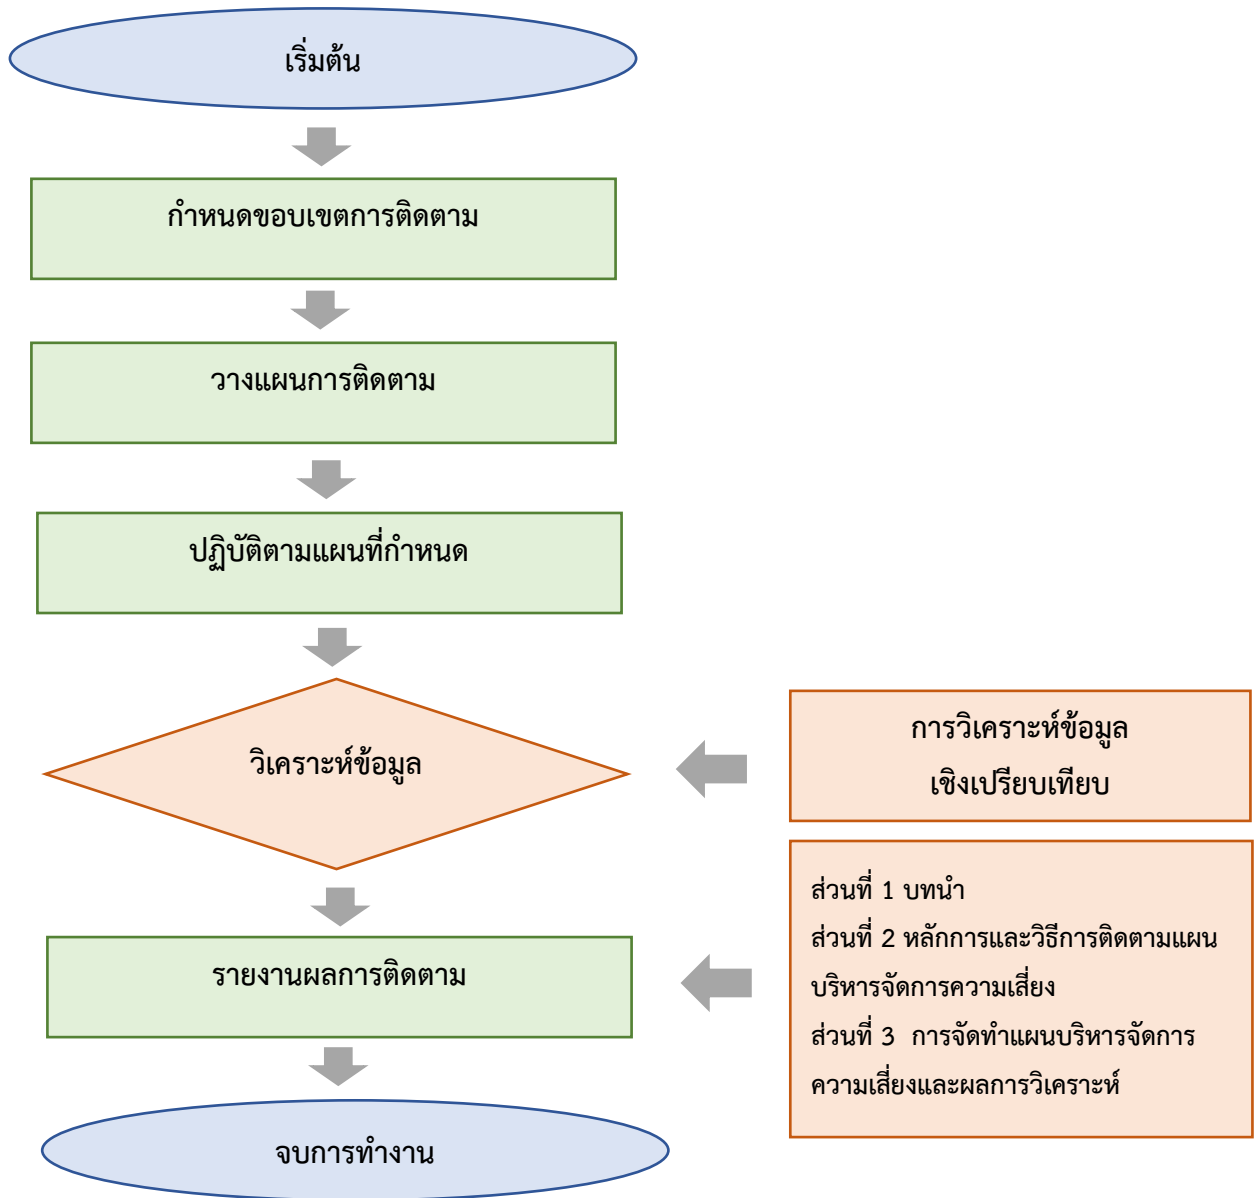 เริ่มต้น
กำหนดขอบเขตการติดตาม
วางแผนการติดตาม
ปฏิบัติตามแผนที่กำหนด
วิเคราะห์ข้อมูล
การวิเคราะห์ข้อมูล
เชิงเปรียบเทียบ
รายงานผลการติดตาม
ส่วนที่ 1 บทนำ
ส่วนที่ 2 หลักการและวิธีการติดตามแผน
บริหารจัดการความเสี่ยง
ส่วนที่ 3 การจัดทำแผนบริหารจัดการ
ความเสี่ยงและผลการวิเคราะห์
จบการทำงาน